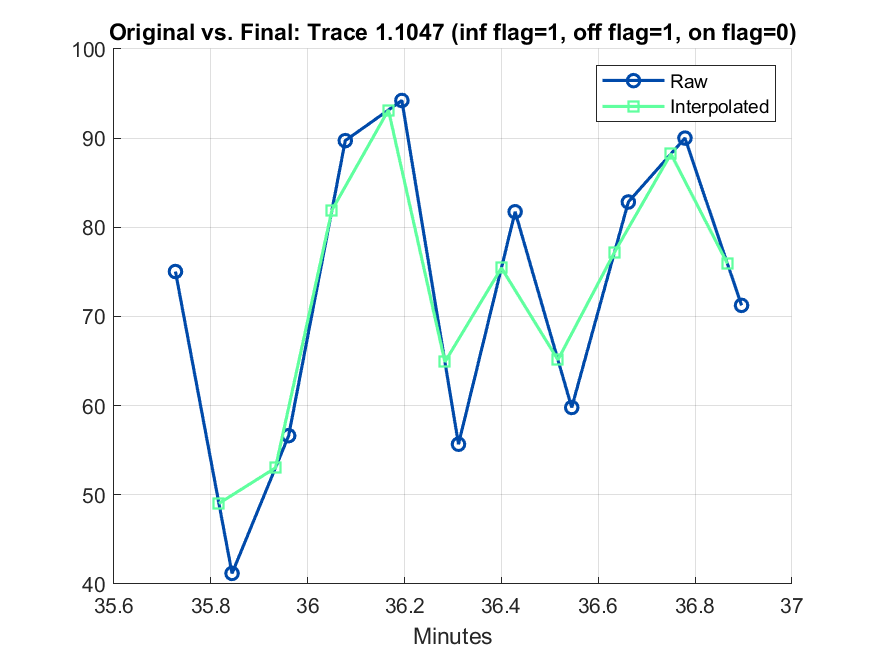 Original vs. Final: Trace 1.1047 (inf flag=1, off flag=1, on flag=0)
100
90
80
70
60
50
40
Raw
Interpolated
35.6 35.8 36 36.2 36.4 36.6 36.8 37
Minutes